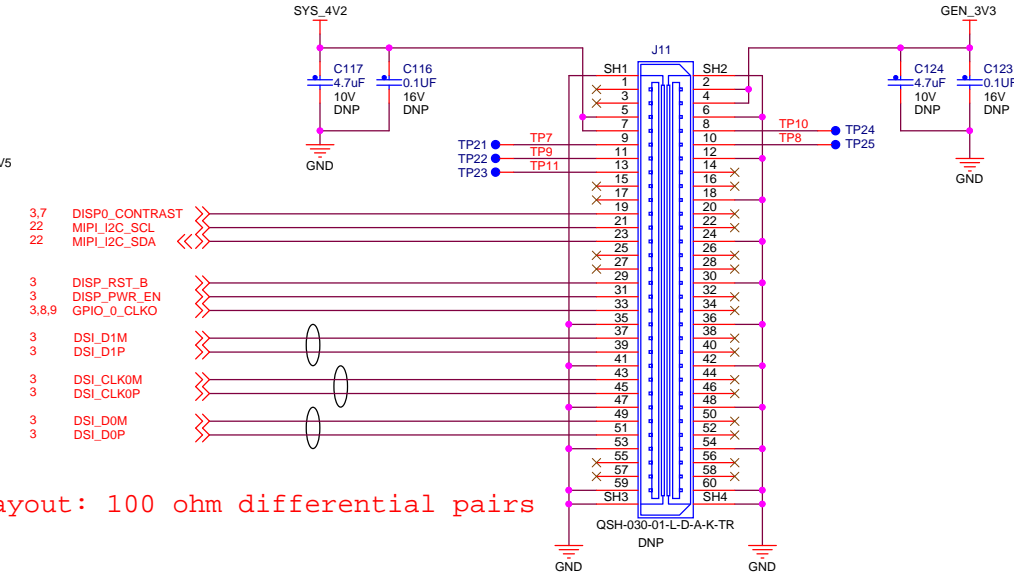 SYS_4V2
GEN_3V3
J11
C117
4.7uF
10V
DNP
C116
0.1UF
16V
DNP
C124
4.7uF
10V
DNP
C123
0.1UF
16V
DNP
GND
GND
V5
SH1 SH2
1 2
3 4
5 6
7 8 TP10 TP24
TP21 TP7 9 10 TP8 TP25
TP22 TP9 11 12
TP23 TP11 13 14
15 16
17 18
3,7 DISP0_CONTRAST 19 20
22 MIPI_I2C_SCL 21 22
22 MIPI_I2C_SDA 23 24
25 26
27 28
3 DISP_RST_B 29 30
3 DISP_PWR_EN 31 32
3,8,9 GPIO_0_CLKO 33 34
35 36
3 DSI_D1M 37 38
3 DSI_D1P 39 40
41 42
3 DSI_CLK0M 43 44
3 DSI_CLK0P 45 46
47 48
3 DSI_D0M 49 50
3 DSI_D0P 51 52
53 54
55 56
57 58
59 60
SH3 SH4
ayout: 100 ohm differential pairs
QSH-030-01-L-D-A-K-TR
DNP
GND
GND